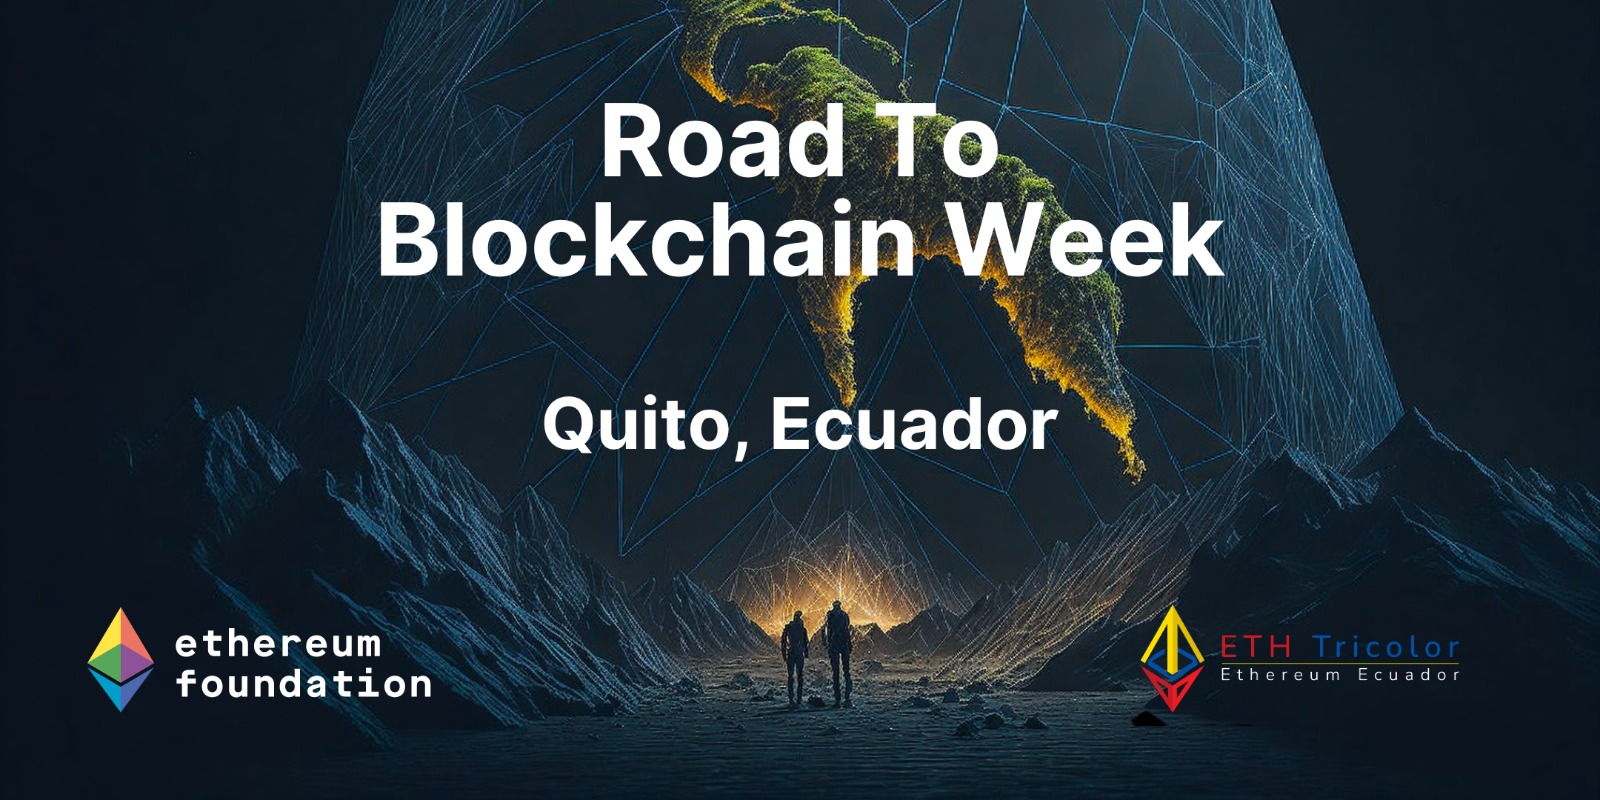 Road To
Blockchain Week
Quito, Ecuador
ethereum
foundation
ETH Tricolor
Ethereum Ecuador